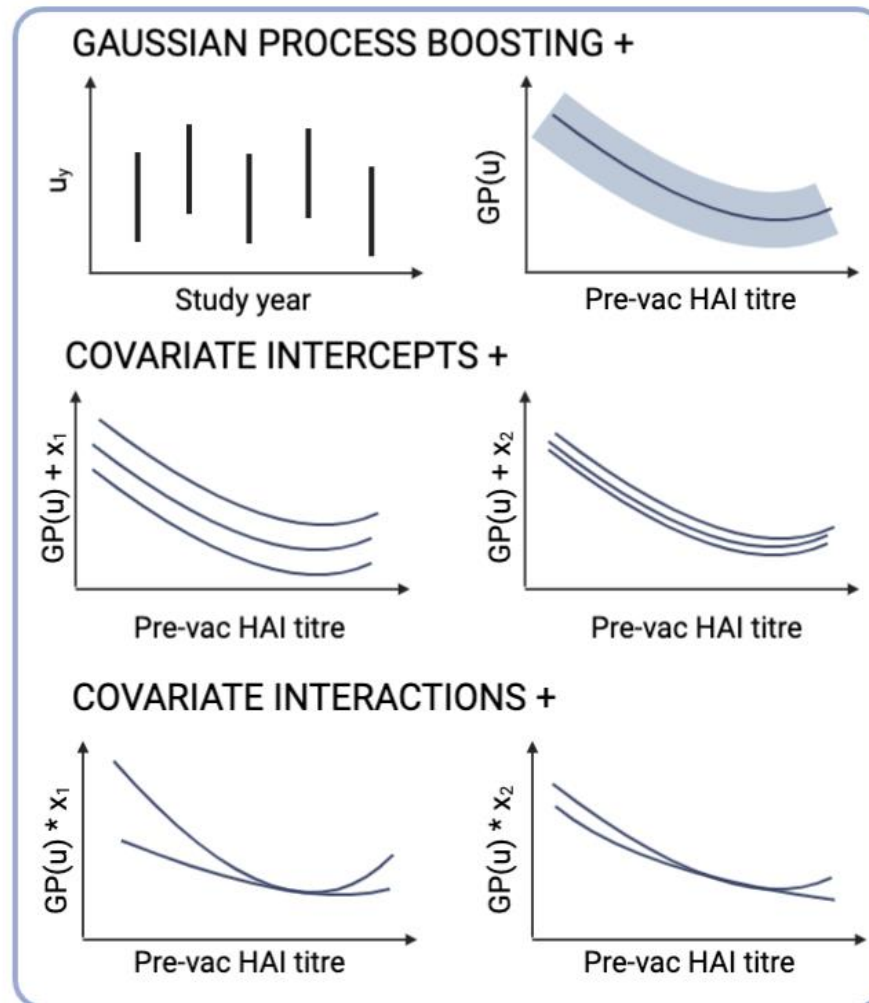 GAUSSIAN PROCESS BOOSTING +
u_y
Study year
GP(u)
Pre-vac HAI titre
COVARIATE INTERCEPTS +
GP(u) + x₁
Pre-vac HAI titre
GP(u) + x₂
Pre-vac HAI titre
COVARIATE INTERACTIONS +
GP(u) * x₁
Pre-vac HAI titre
GP(u) * x₂
Pre-vac HAI titre